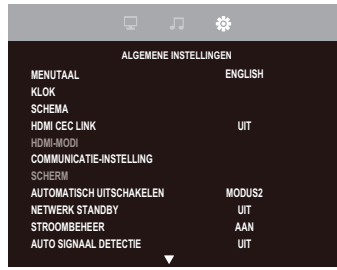 ALGEMENE INSTELLINGEN
MENUTAAL ENGLISH
KLOK
SCHEMA
HDMI CEC LINK UIT
HDMI-MODI
COMMUNICATIE-INSTELLING
SCHERM
AUTOMATISCH UITSCHAKELEN MODUS2
NETWERK STANDBY UIT
STROOMBEHEER AAN
AUTO SIGNAAL DETECTIE UIT